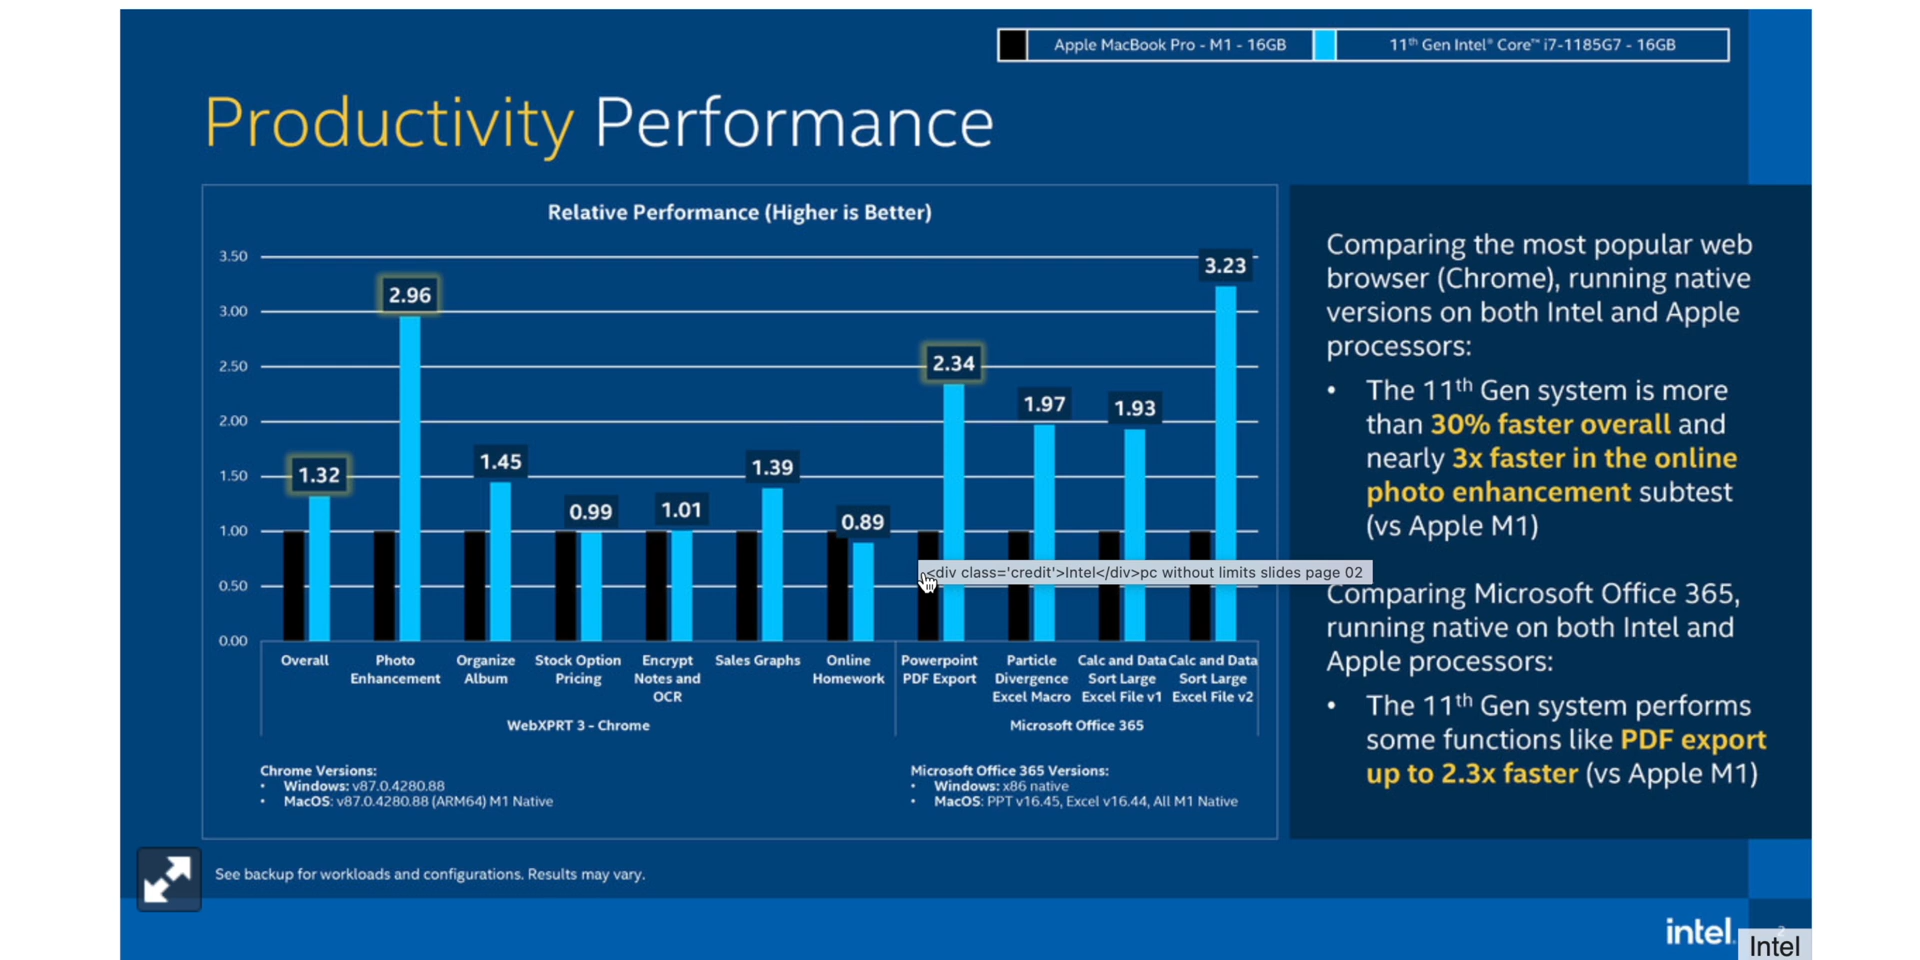 Apple MacBook Pro - M1 - 16GB
11th Gen Intel® Core™ i7-1185G7 - 16GB
Productivity Performance
Relative Performance (Higher is Better)
3.50
3.00
2.50
2.00
1.50
1.00
0.50
0.00
1.32
2.96
1.45
0.99
1.01
1.39
0.89
2.34
1.97
1.93
3.23
Overall
Photo
Enhancement
Organize
Album
Stock Option
Pricing
Encrypt
Notes and
OCR
Sales Graphs
Online
Homework
Powerpoint
PDF Export
Particle
Divergence
Excel Macro
Calc and Data
Sort Large
Excel File v1
Calc and Data
Sort Large
Excel File v2
WebXPRT 3 - Chrome
Microsoft Office 365
Chrome Versions:
• Windows: v87.0.4280.88
• MacOS: v87.0.4280.88 (ARM64) M1 Native
Microsoft Office 365 Versions:
• Windows: x86 native
• MacOS: PPT v16.45, Excel v16.44, All M1 Native
<div class='credit'>Intel</div>pc without limits slides page 02
Comparing the most popular web
browser (Chrome), running native
versions on both Intel and Apple
processors:
• The 11th Gen system is more
than 30% faster overall and
nearly 3x faster in the online
photo enhancement subtest
(vs Apple M1)
Comparing Microsoft Office 365,
running native on both Intel and
Apple processors:
• The 11th Gen system performs
some functions like PDF export
up to 2.3x faster (vs Apple M1)
See backup for workloads and configurations. Results may vary.
intel.
2
Intel